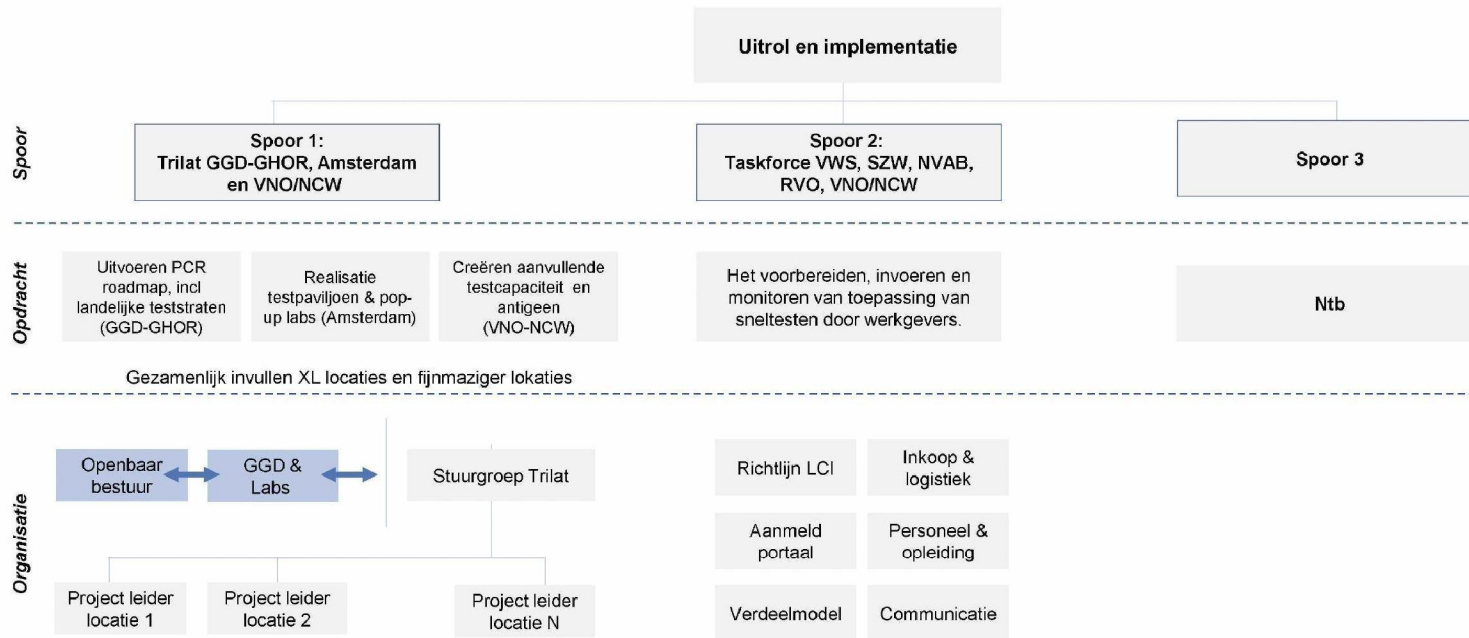 Uitrol en implementatie
Spoor
Spoor 1:
Trilat GGD-GHOR, Amsterdam
en VNO/NCW
Spoor 2:
Taskforce VWS, SZW, NVAB,
RVO, VNO/NCW
Spoor 3
Opdracht
Uitvoeren PCR
roadmap, incl
landelijke teststraten
(GGD-GHOR)
Realisatie
testpaviljoen & pop-
up labs (Amsterdam)
Creëren aanvullende
testcapaciteit en
antigeen
(VNO-NCW)
Het voorbereiden, invoeren en
monitoren van toepassing van
sneltesten door werkgevers.
Ntb
Gezamenlijk invullen XL locaties en fijnmaziger lokaties
Organisatie
Openbaar
bestuur
GGD &
Labs
Stuurgroep Trilat
Project leider
locatie 1
Project leider
locatie 2
Project leider
locatie N
Richtlijn LCI
Inkoop &
logistiek
Aanmeld
portaal
Personeel &
opleiding
Verdeelmodel
Communicatie